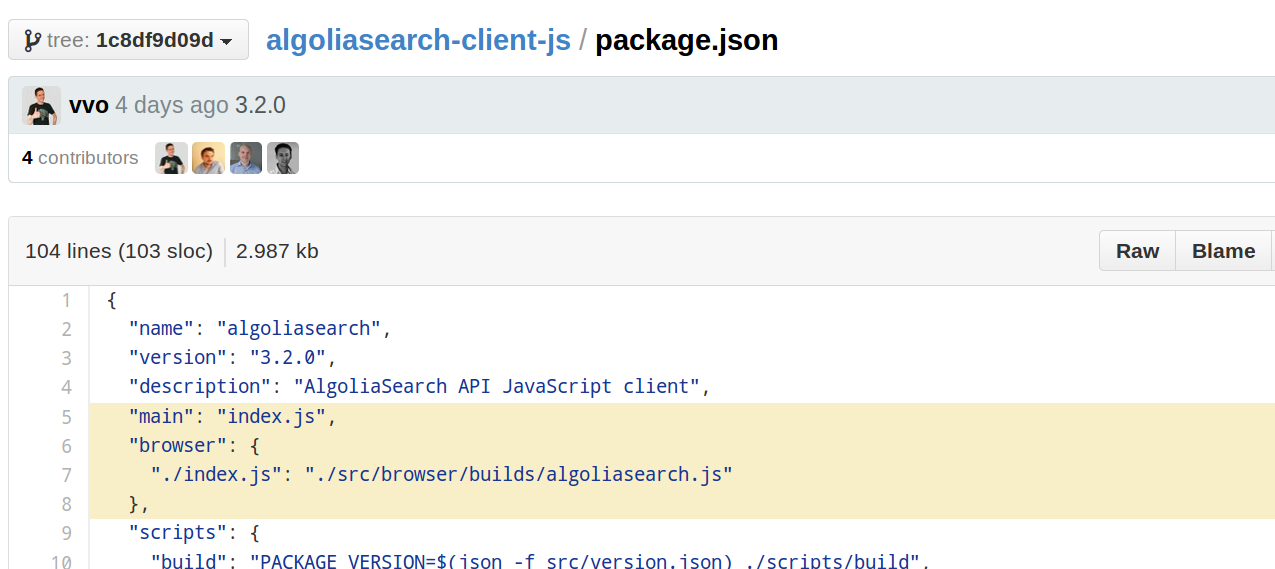 tree: 1c8df9d09d algoliasearch-client-js / package.json
vvo 4 days ago 3.2.0
4 contributors
104 lines (103 sloc) 2.987 kb Raw Blame
1 {
2 "name": "algoliasearch",
3 "version": "3.2.0",
4 "description": "AlgoliaSearch API JavaScript client",
5 "main": "index.js",
6 "browser": {
7 "./index.js": "./src/browser/builds/algoliasearch.js"
8 },
9 "scripts": {
10 "build": "PACKAGE_VERSION=$(json -f src/version.json) ./scripts/build",